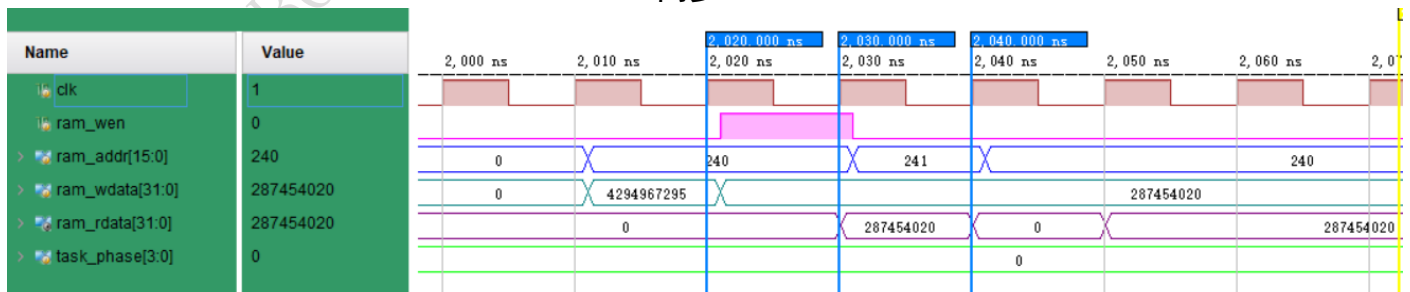 Name Value
2,020.000 ns 2,030.000 ns 2,040.000 ns
2,000 ns 2,010 ns 2,020 ns 2,030 ns 2,040 ns 2,050 ns 2,060 ns
clk 1
ram_wen 0
ram_addr[15:0] 240 0 240 241 240
ram_wdata[31:0] 287454020 0 4294967295 287454020
ram_rdata[31:0] 287454020 0 287454020 0 287454020
task_phase[3:0] 0 0